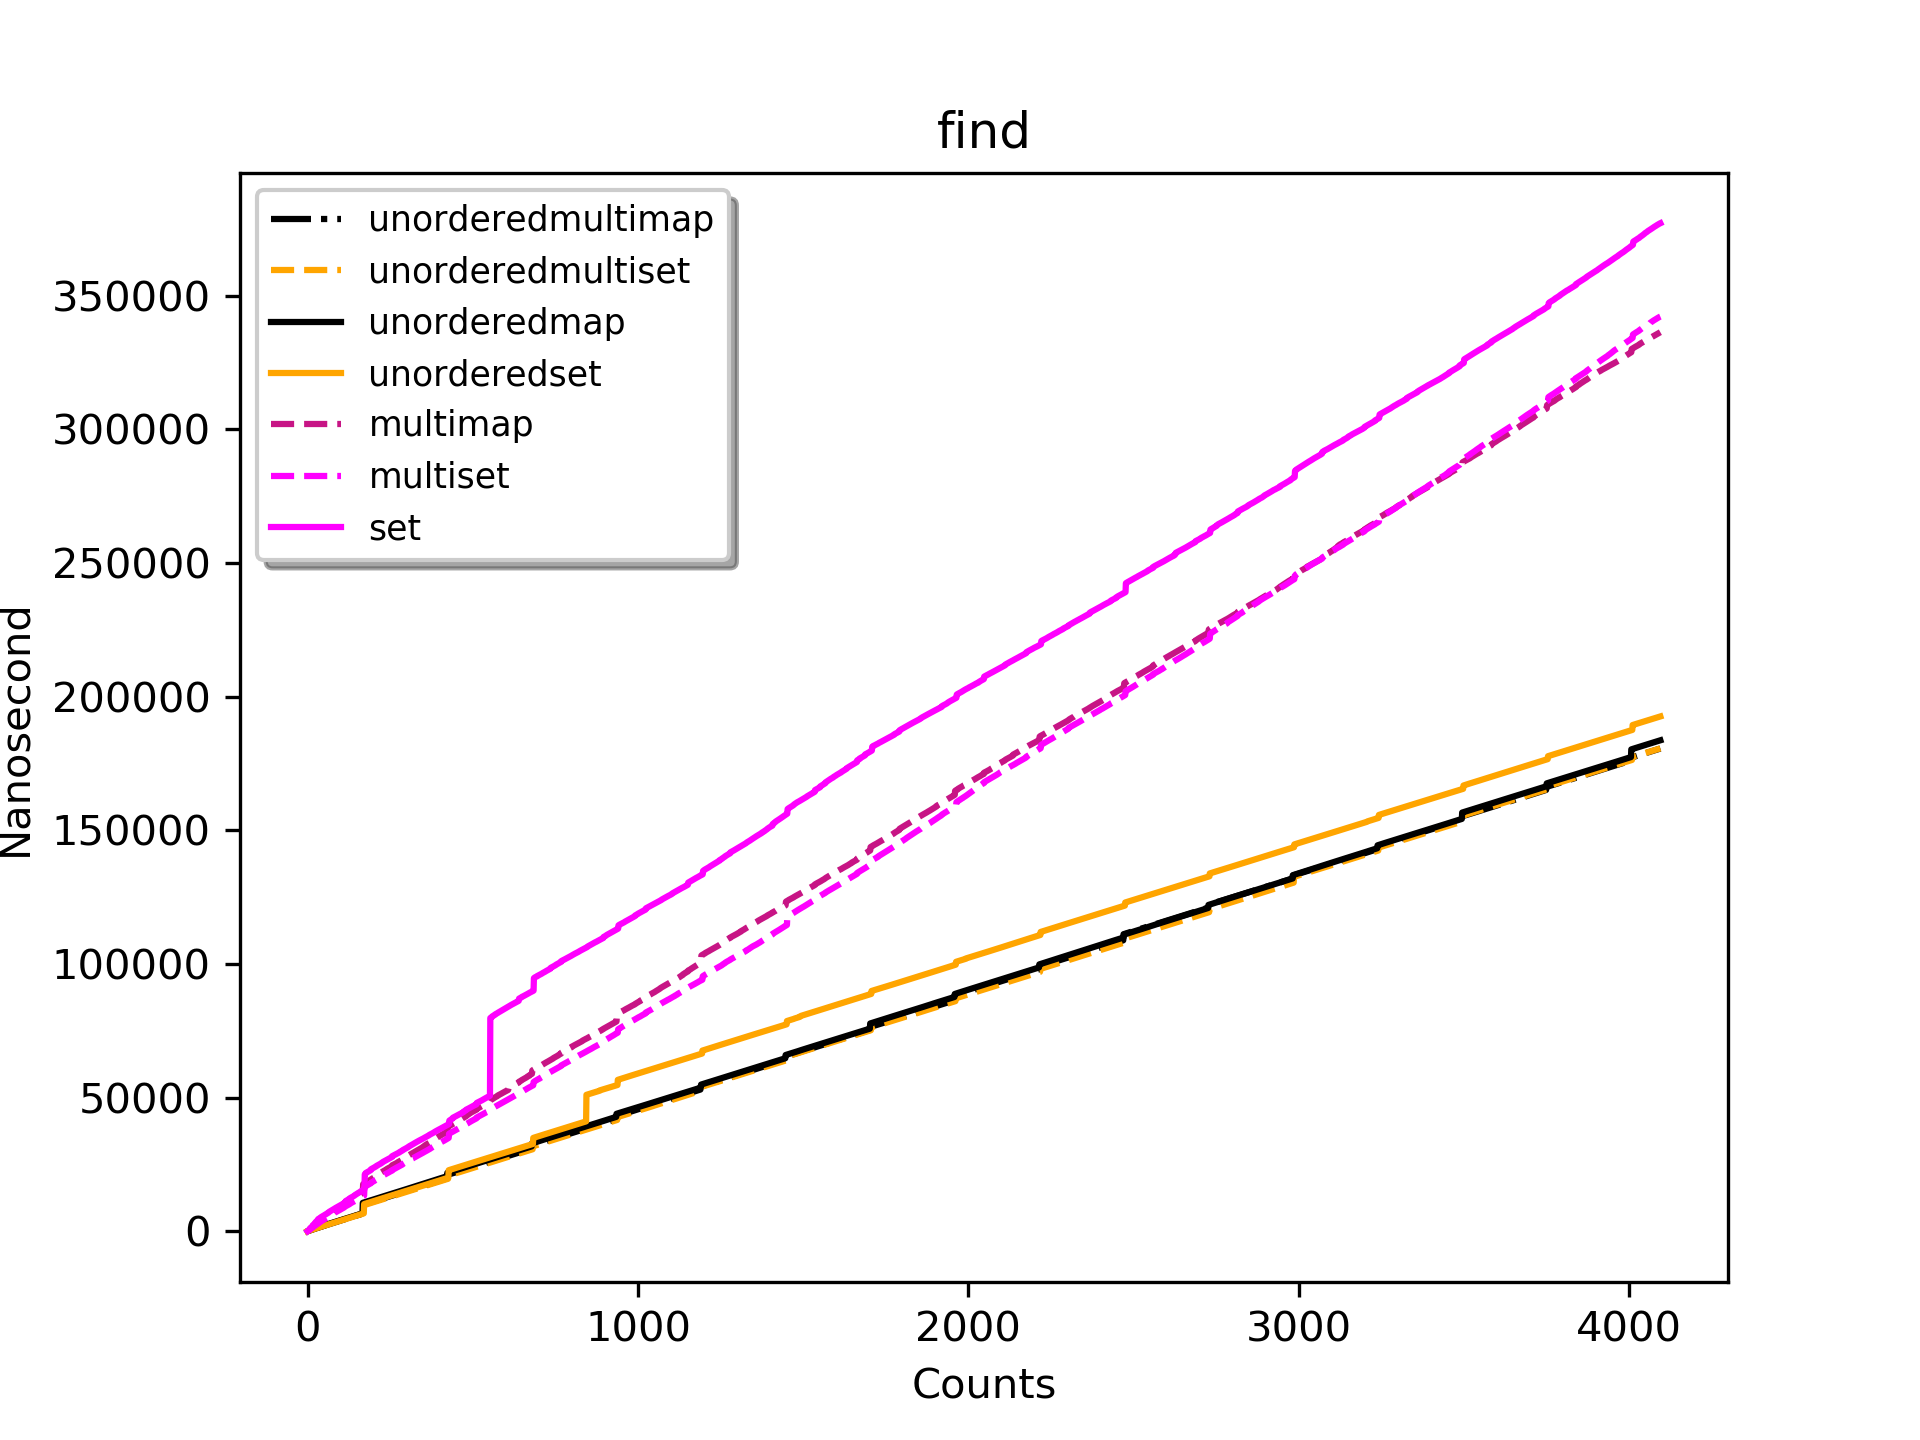 find
unorderedmultimap
unorderedmultiset
unorderedmap
unorderedset
multimap
multiset
set
350000
300000
250000
200000
150000
100000
50000
0
Nanosecond
0 1000 2000 3000 4000
Counts